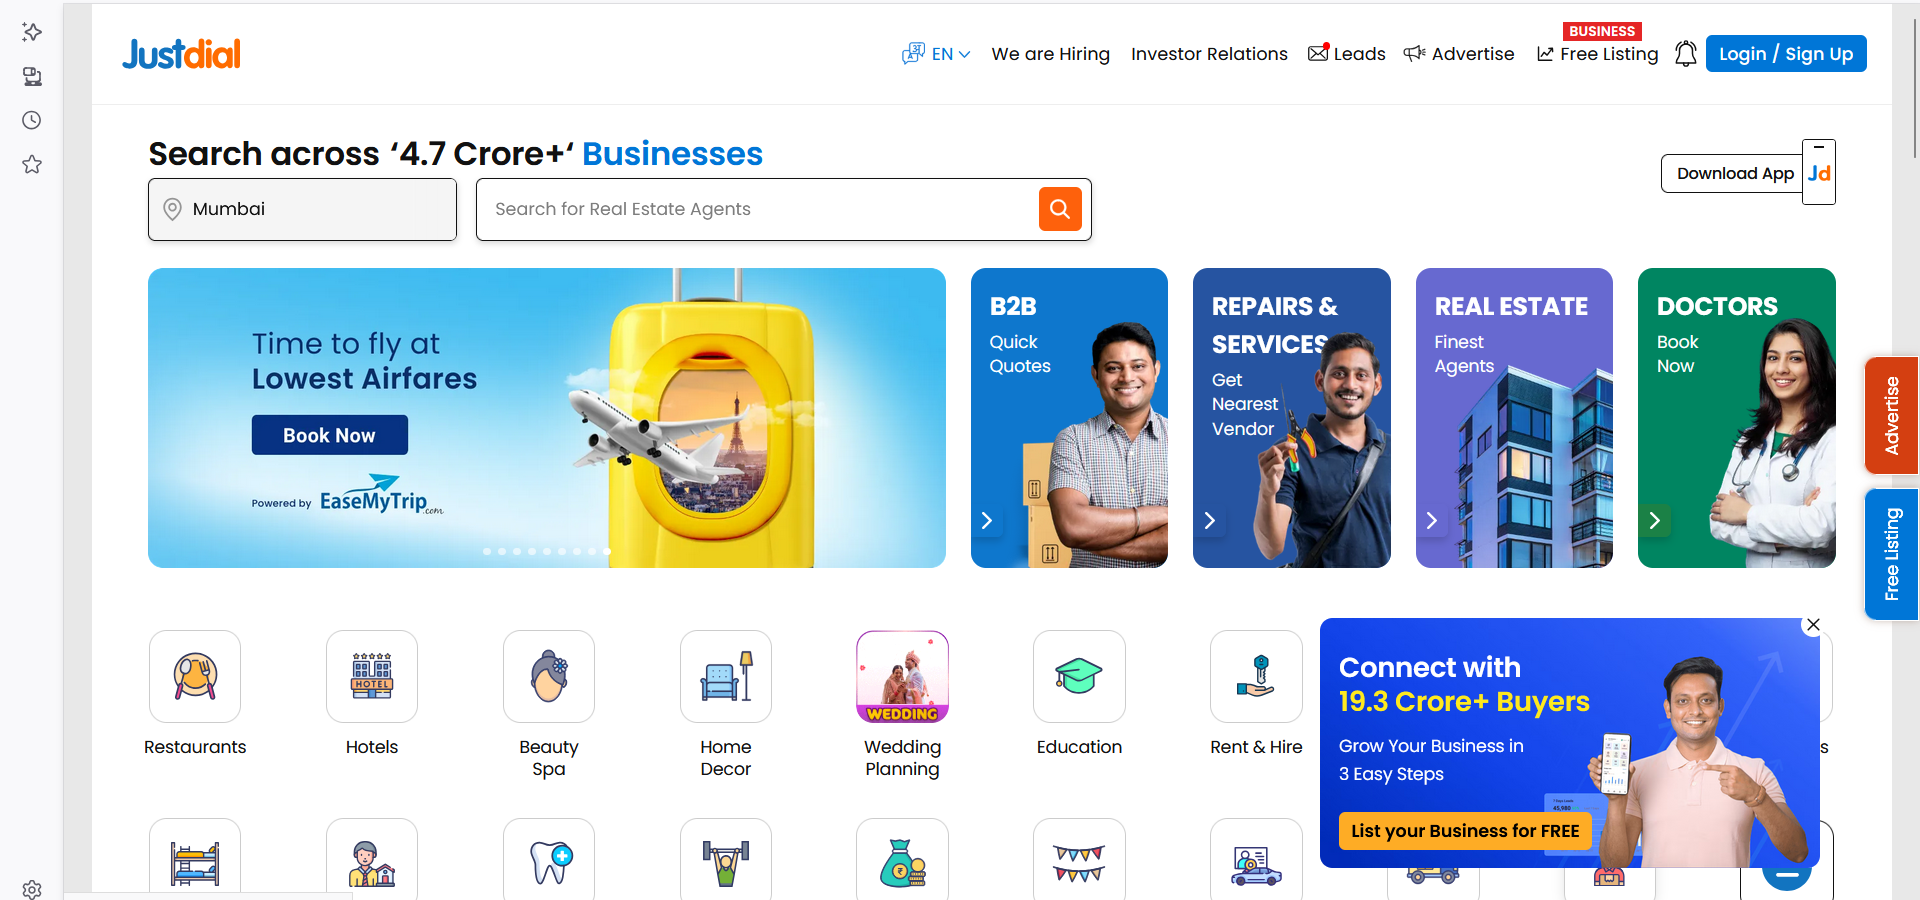 Justdial
EN
We are Hiring
Investor Relations
Leads
Advertise
BUSINESS
Free Listing
Login / Sign Up
Search across ‘4.7 Crore+‘ Businesses
Mumbai
Search for Real Estate Agents
Download App
Jd
Time to fly at
Lowest Airfares
Book Now
Powered by EaseMyTrip.com
B2B
Quick
Quotes
REPAIRS &
SERVICES
Get
Nearest
Vendor
REAL ESTATE
Finest
Agents
DOCTORS
Book
Now
Advertise
Free Listing
HOTEL
WEDDING
Restaurants
Hotels
Beauty
Spa
Home
Decor
Wedding
Planning
Education
Rent & Hire
Connect with
19.3 Crore+ Buyers
Grow Your Business in
3 Easy Steps
45,980
List your Business for FREE